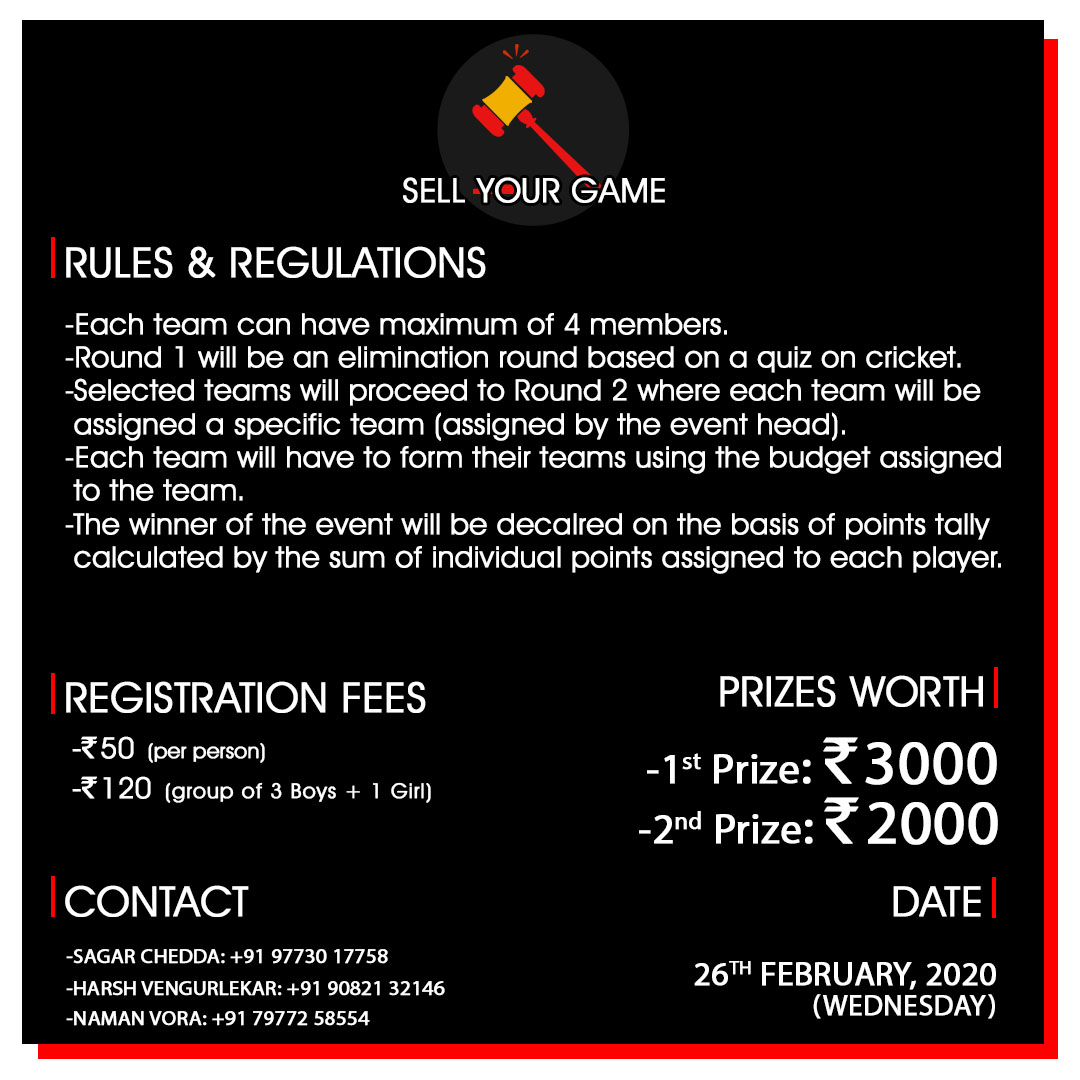 SELL YOUR GAME
RULES & REGULATIONS
-Each team can have maximum of 4 members.
-Round 1 will be an elimination round based on a quiz on cricket.
-Selected teams will proceed to Round 2 where each team will be
assigned a specific team (assigned by the event head).
-Each team will have to form their teams using the budget assigned
to the team.
-The winner of the event will be decalred on the basis of points tally
calculated by the sum of individual points assigned to each player.
REGISTRATION FEES
-₹50 (per person)
-₹120 (group of 3 Boys + 1 Girl)
PRIZES WORTH
-1st Prize: ₹3000
-2nd Prize: ₹2000
CONTACT
-SAGAR CHEDDA: +91 97730 17758
-HARSH VENGURLEKAR: +91 90821 32146
-NAMAN VORA: +91 79772 58554
DATE
26TH FEBRUARY, 2020
(WEDNESDAY)